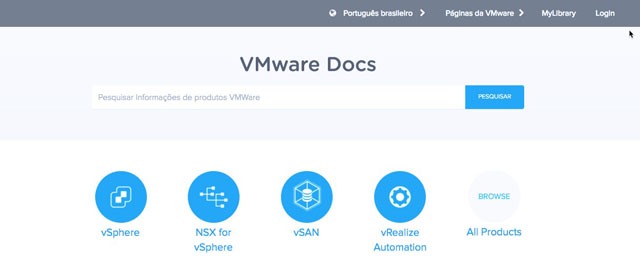 Português brasileiro Páginas da VMware MyLibrary Login
VMware Docs
Pesquisar informações de produtos VMWare PESQUISAR
BROWSE
vSphere NSX for vSAN vRealize All Products
vSphere Automation